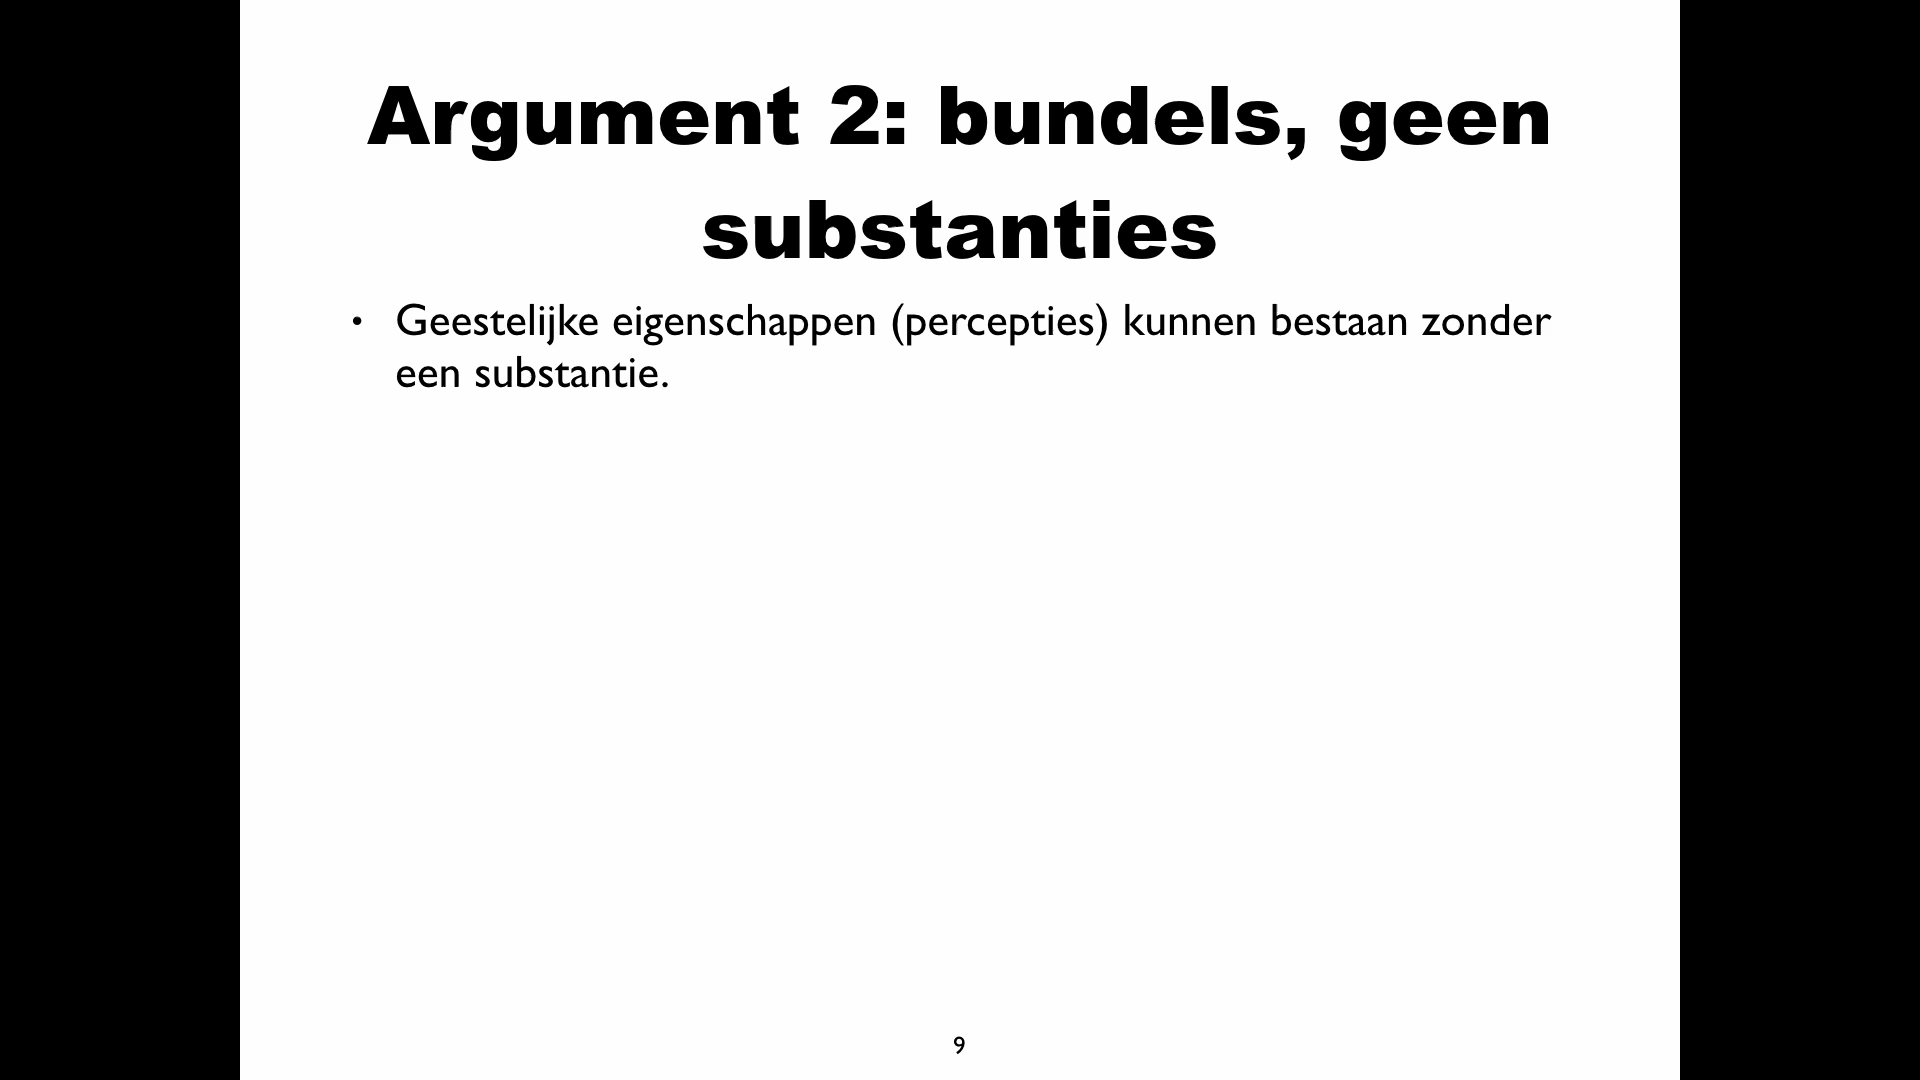 Argument 2: bundels, geen
substanties
• Geestelijke eigenschappen (percepties) kunnen bestaan zonder
een substantie.
9